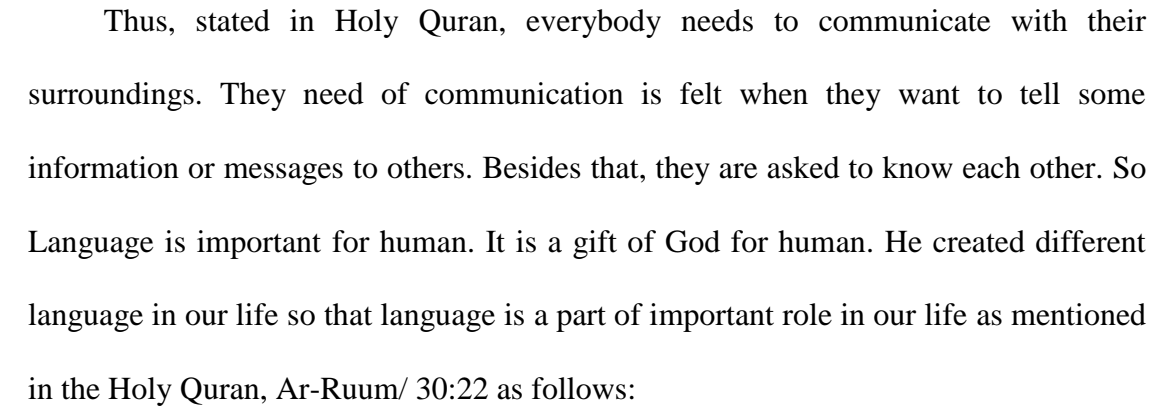 Thus, stated in Holy Quran, everybody needs to communicate with their
surroundings. They need of communication is felt when they want to tell some
information or messages to others. Besides that, they are asked to know each other. So
Language is important for human. It is a gift of God for human. He created different
language in our life so that language is a part of important role in our life as mentioned
in the Holy Quran, Ar-Ruum/ 30:22 as follows: